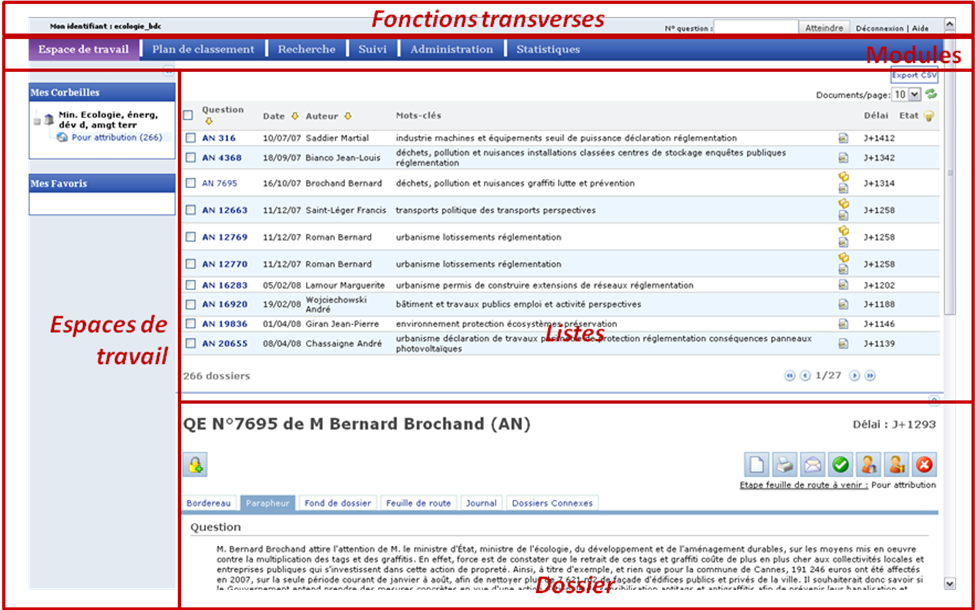 Fonctions transverses
Mon identifiant : ecologie_bdc
N° question :
Atteindre
Déconnexion | Aide
Espace de travail
Plan de classement
Recherche
Suivi
Administration
Statistiques
Modules
Export CSV
Documents/page: 10
Mes Corbeilles
Min. Ecologie, énerg,
dév d, amgt terr
Pour attribution (266)
Mes Favoris
Espaces de
travail
Question Date Auteur Mots-clés Délai Etat
AN 316 10/07/07 Saddier Martial industrie machines et équipements seuil de puissance déclaration réglementation J+1412
AN 4368 18/09/07 Bianco Jean-Louis déchets, pollution et nuisances installations classées centres de stockage enquêtes publiques réglementation J+1342
AN 7695 16/10/07 Brochand Bernard déchets, pollution et nuisances graffiti lutte et prévention J+1314
AN 12663 11/12/07 Saint-Léger Francis transports politique des transports perspectives J+1258
AN 12769 11/12/07 Roman Bernard urbanisme lotissements réglementation J+1258
AN 12770 11/12/07 Roman Bernard urbanisme lotissements réglementation J+1258
AN 16283 05/02/08 Lamour Marguerite urbanisme permis de construire extensions de réseaux réglementation J+1202
AN 16920 19/02/08 Wojciechowski André bâtiment et travaux publics emploi et activité perspectives J+1188
AN 19836 01/04/08 Giran Jean-Pierre environnement protection écosystèmes préservation J+1146
AN 20655 08/04/08 Chassaigne André urbanisme déclaration de travaux de protection réglementation conséquences panneaux photovoltaïques J+1139
Listes
266 dossiers
1/27
QE N°7695 de M Bernard Brochand (AN)
Délai : J+1293
Etape feuille de route à venir : Pour attribution
Bordereau
Parapheur
Fond de dossier
Feuille de route
Journal
Dossiers Connexes
Question
M. Bernard Brochand attire l'attention de M. le ministre d'État, ministre de l'écologie, du développement et de l'aménagement durables, sur les moyens mis en oeuvre
contre la multiplication des tags et des graffitis. En effet, force est de constater que le retrait de ces tags et graffiti coûte de plus en plus cher aux collectivités locales et
entreprises publiques qui s'investissent dans cette action de propreté. Ainsi, à titre d'exemple, et rien que pour la commune de Cannes, 191 246 euros ont été affectés
en 2007, sur la seule période courant de janvier à août, afin de nettoyer plus de 7 621 m2 de façade d'édifices publics et privés de la ville. Il souhaiterait donc savoir si
le Gouvernement entend prendre des mesures concrètes en vue d'une sensibilisation antitags et antigraffitis afin de prévenir leur banalisation et
Dossier